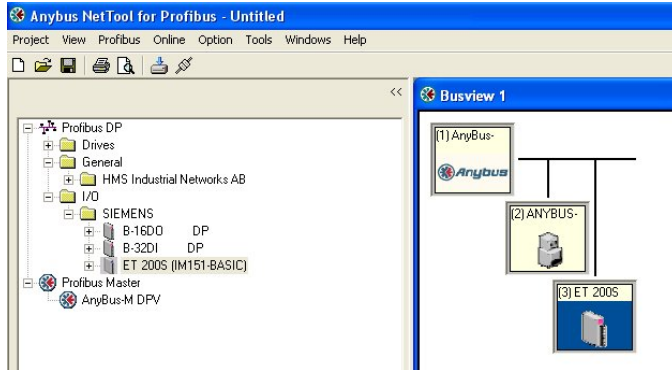 Anybus NetTool for Profibus - Untitled
Project View Profibus Online Option Tools Windows Help
<<
Profibus DP
Drives
General
HMS Industrial Networks AB
I/O
SIEMENS
B-16DO DP
B-32DI DP
ET 200S (IM151-BASIC)
Profibus Master
AnyBus-M DPV
Busview 1
(1) AnyBus-
Anybus
(2) ANYBUS-
(3) ET 200S